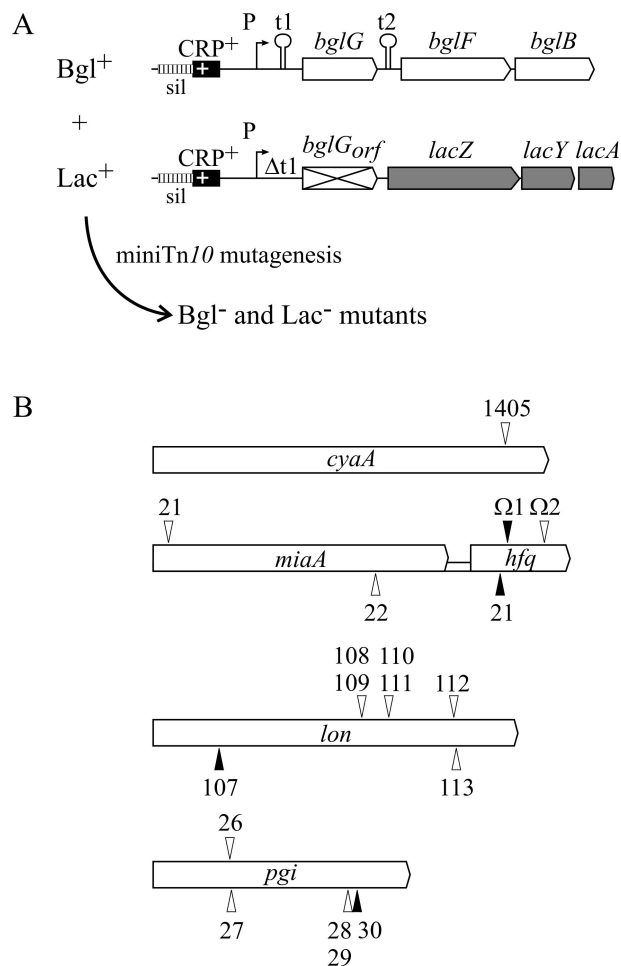 A
P t1 t2
CRP+ bglG bglF bglB
Bgl+
+
sil
+
P
CRP+ Δt1 bglGorf lacZ lacY lacA
Lac+
+
sil
miniTn10 mutagenesis
Bgl- and Lac- mutants
B
1405
cyaA
21 Ω1 Ω2
miaA hfq
22 21
108 110
109 111 112
lon
107 113
26
pgi
27 28 30
29